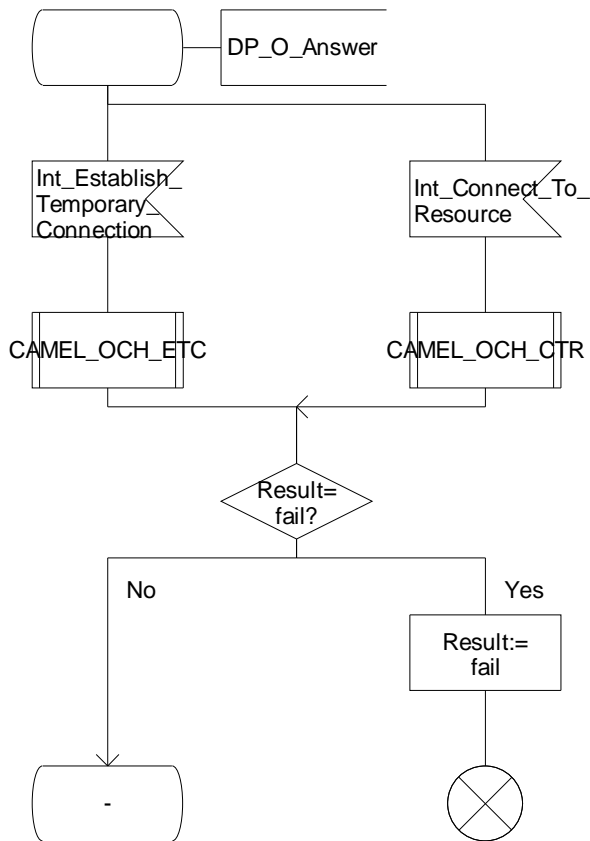 DP_O_Answer
Int_Establish_
Temporary_
Connection
Int_Connect_To_
Resource
CAMEL_OCH_ETC
CAMEL_OCH_CTR
Result=
fail?
No
Yes
Result:=
fail
-